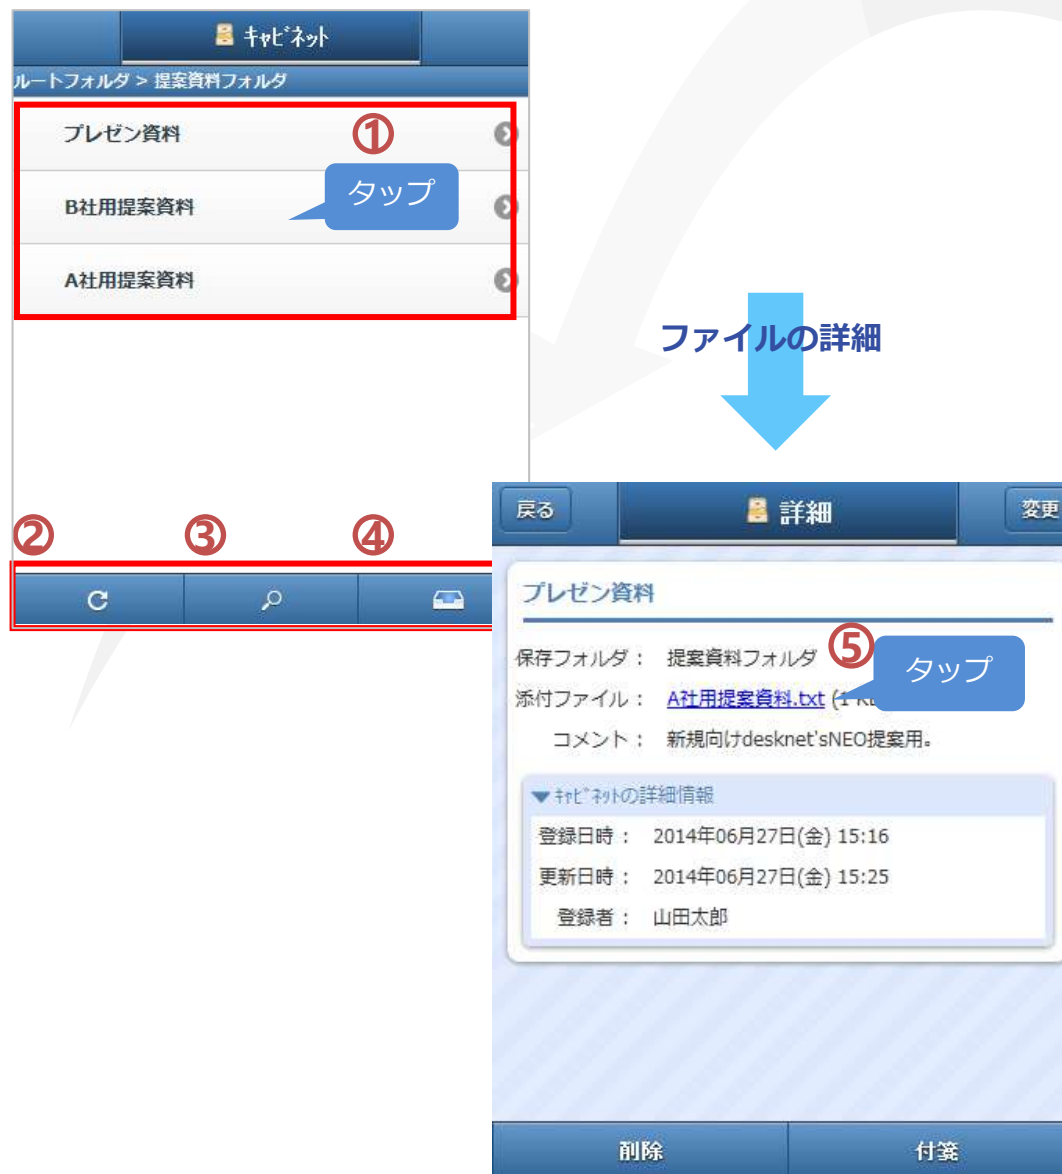 ｷｬﾋﾞﾈｯﾄ
ルートフォルダ > 提案資料フォルダ
プレゼン資料
①
タップ
B社用提案資料
A社用提案資料
ファイルの詳細
②
③
④
戻る
詳細
変更
プレゼン資料
保存フォルダ： 提案資料フォルダ
⑤
タップ
添付ファイル： A社用提案資料.txt (1
コメント： 新規向けdesknet'sNEO提案用。
▼ｷｬﾋﾞﾈｯﾄの詳細情報
登録日時： 2014年06月27日(金) 15:16
更新日時： 2014年06月27日(金) 15:25
登録者： 山田太郎
削除
付箋